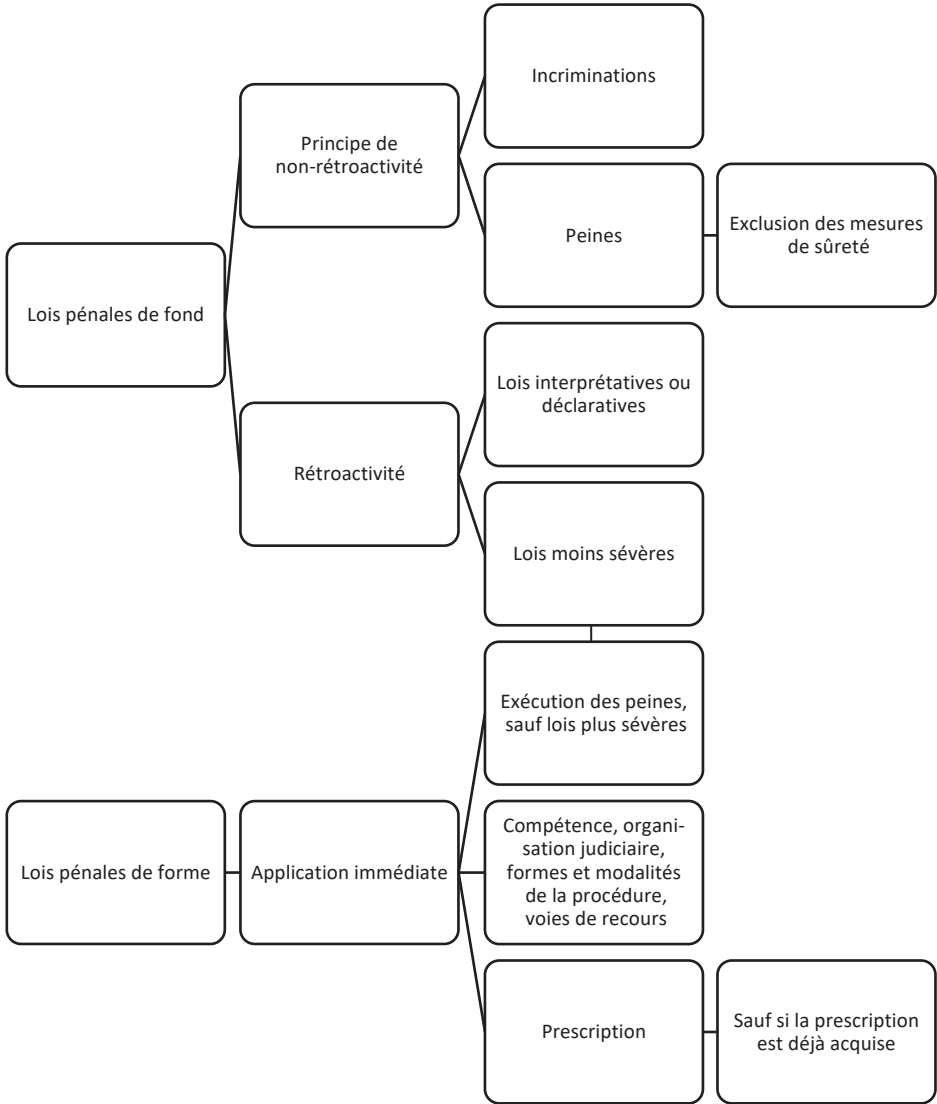 Incriminations
Principe de
non-rétroactivité
Peines
Exclusion des mesures
de sûreté
Lois pénales de fond
Lois interprétatives ou
déclaratives
Rétroactivité
Lois moins sévères
Exécution des peines,
sauf lois plus sévères
Lois pénales de forme
Application immédiate
Compétence, organi-
sation judiciaire,
formes et modalités
de la procédure,
voies de recours
Prescription
Sauf si la prescription
est déjà acquise